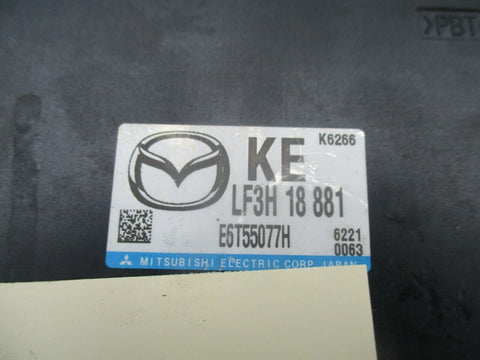 >PBT
K6266
KE
LF3H 18 881
E6T55077H
6221
0063
MITSUBISHI ELECTRIC CORP. JAPAN